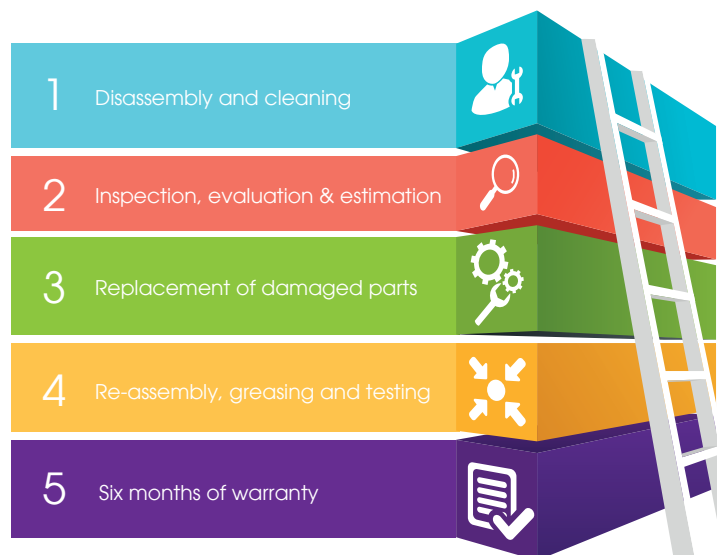 1 Disassembly and cleaning
2 Inspection, evaluation & estimation
3 Replacement of damaged parts
4 Re-assembly, greasing and testing
5 Six months of warranty